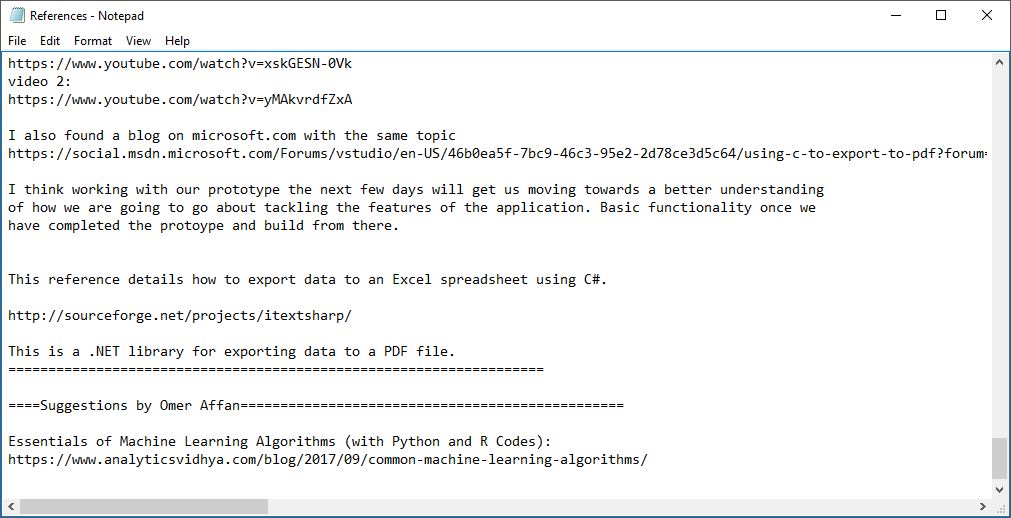 References - Notepad
File Edit Format View Help
https://www.youtube.com/watch?v=xskGESN-0Vk
video 2:
https://www.youtube.com/watch?v=yMAkvrdfZxA
I also found a blog on microsoft.com with the same topic
https://social.msdn.microsoft.com/Forums/vstudio/en-US/46b0ea5f-7bc9-46c3-95e2-2d78ce3d5c64/using-c-to-export-to-pdf?forum=
I think working with our prototype the next few days will get us moving towards a better understanding
of how we are going to go about tackling the features of the application. Basic functionality once we
have completed the protoype and build from there.
This reference details how to export data to an Excel spreadsheet using C#.
http://sourceforge.net/projects/itextsharp/
This is a .NET library for exporting data to a PDF file.
===================================================================
====Suggestions by Omer Affan================================================
Essentials of Machine Learning Algorithms (with Python and R Codes):
https://www.analyticsvidhya.com/blog/2017/09/common-machine-learning-algorithms/